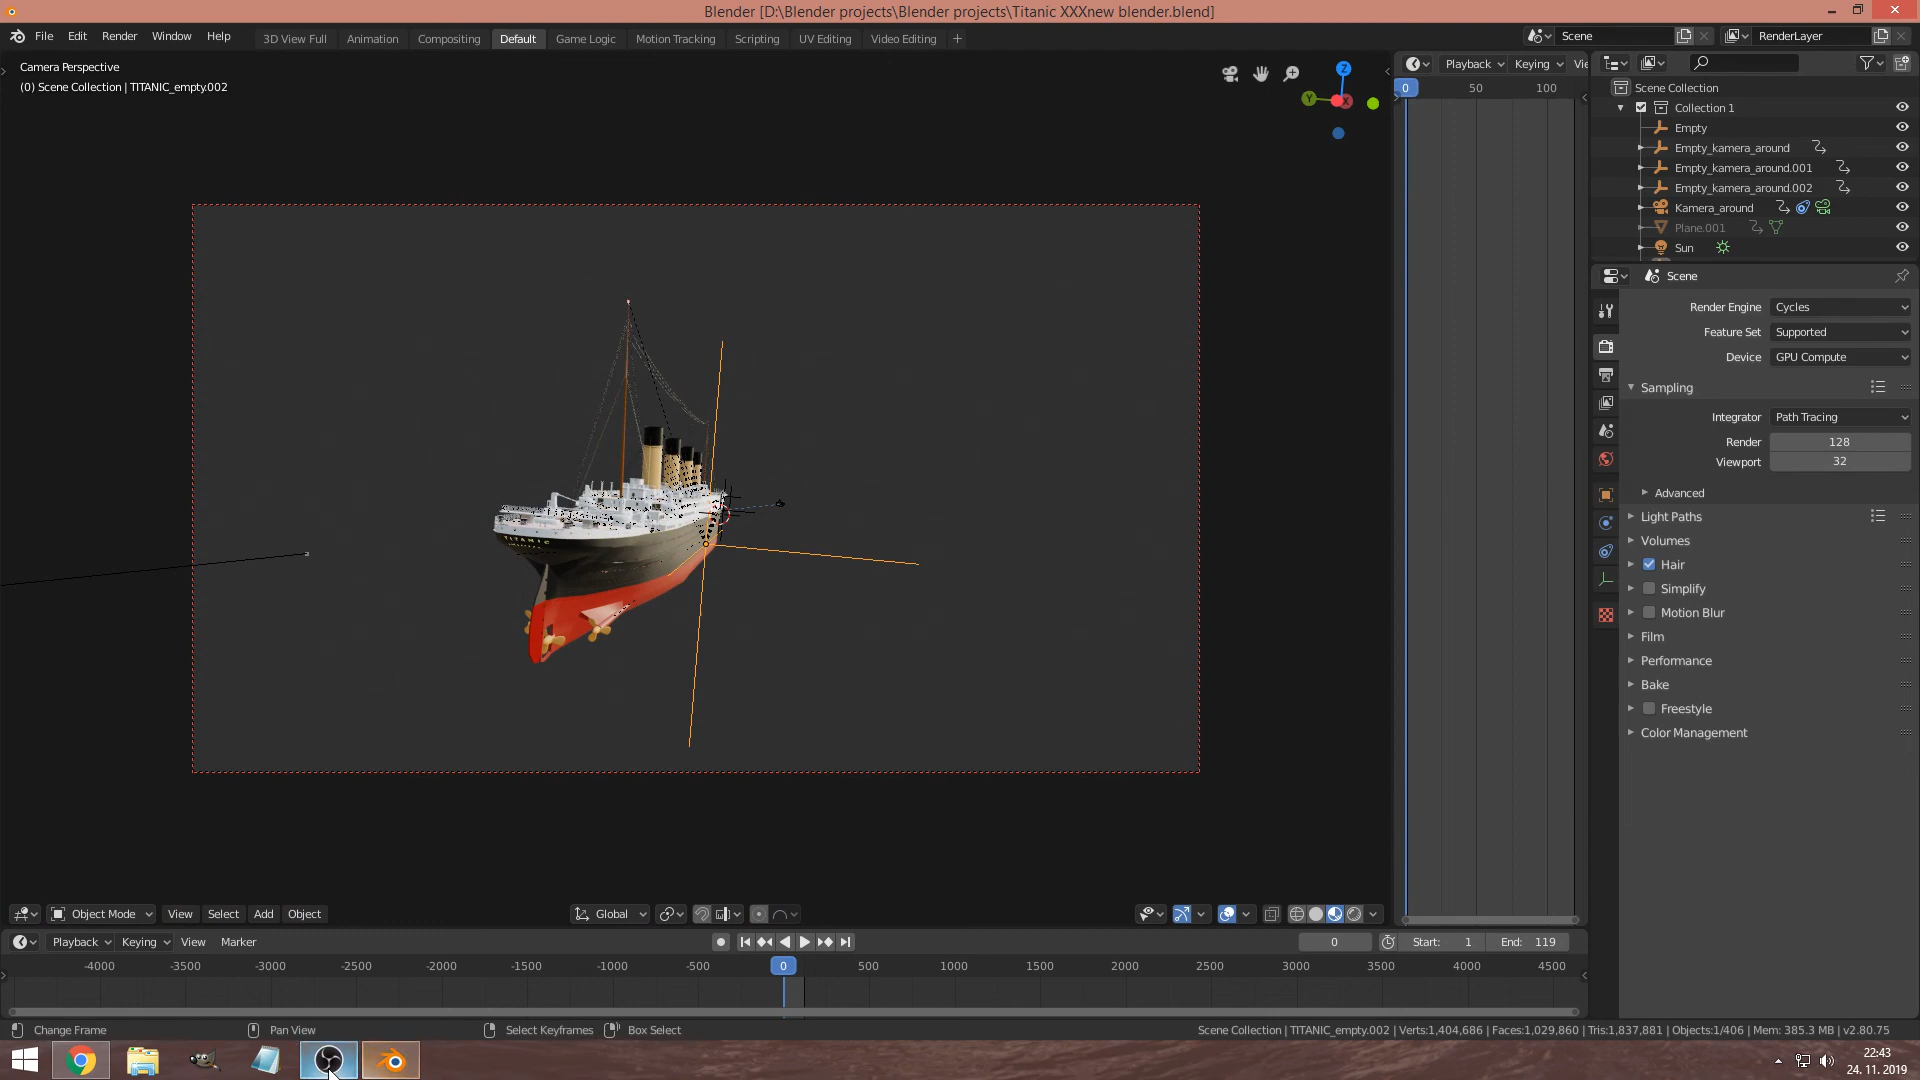 Blender [D:\Blender projects\Blender projects\Titanic XXXnew blender.blend]
File Edit Render Window Help
3D View Full Animation Compositing Default Game Logic Motion Tracking Scripting UV Editing Video Editing +
Scene
RenderLayer
Camera Perspective
(0) Scene Collection | TITANIC_empty.002
Z
Y
X
TITANIC
Playback Keying Vie
0 50 100
Scene Collection
Collection 1
Empty
Empty_kamera_around
Empty_kamera_around.001
Empty_kamera_around.002
Kamera_around
Plane.001
Sun
Scene
Render Engine Cycles
Feature Set Supported
Device GPU Compute
Sampling
Integrator Path Tracing
Render 128
Viewport 32
Advanced
Light Paths
Volumes
Hair
Simplify
Motion Blur
Film
Performance
Bake
Freestyle
Color Management
Object Mode View Select Add Object
Global
Playback Keying View Marker
0 Start: 1 End: 119
-4000 -3500 -3000 -2500 -2000 -1500 -1000 -500 0 500 1000 1500 2000 2500 3000 3500 4000 4500
Change Frame Pan View Select Keyframes Box Select
Scene Collection | TITANIC_empty.002 | Verts:1,404,686 | Faces:1,029,860 | Tris:1,837,881 | Objects:1/406 | Mem: 385.3 MB | v2.80.75
22:43
24. 11. 2019